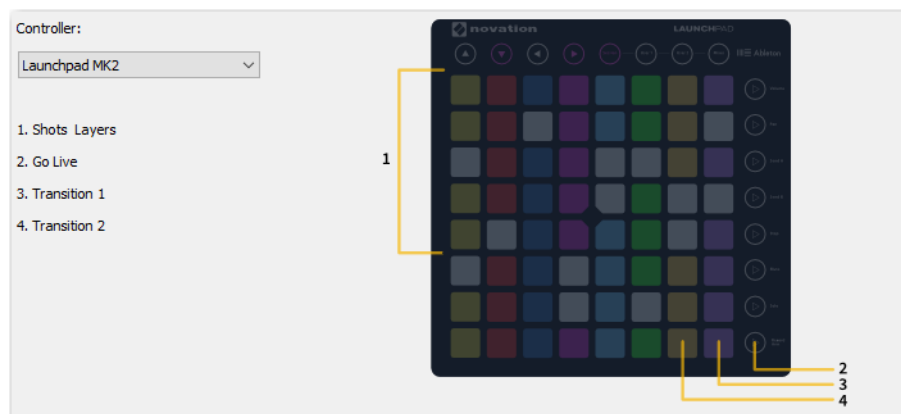 Controller:
Launchpad MK2
1. Shots Layers
2. Go Live
3. Transition 1
4. Transition 2
novation
LAUNCHPAD
Ableton
1
2
3
4